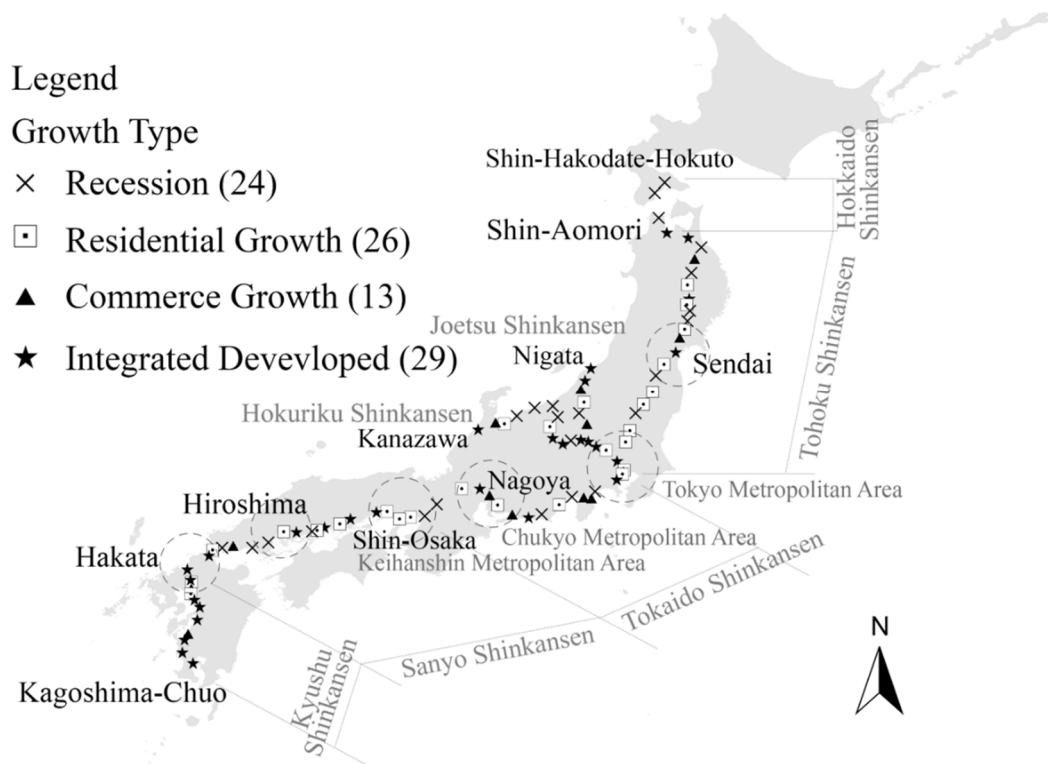 Legend
Growth Type
Recession (24)
Residential Growth (26)
Commerce Growth (13)
Integrated Devevloped (29)
Shin-Hakodate-Hokuto
Hokkaido
Shinkansen
Shin-Aomori
Tohoku Shinkansen
Joetsu Shinkansen
Nigata
Sendai
Hokuriku Shinkansen
Kanazawa
Nagoya
Tokyo Metropolitan Area
Hiroshima
Shin-Osaka
Chukyo Metropolitan Area
Hakata
Keihanshin Metropolitan Area
Tokaido Shinkansen
Sanyo Shinkansen
Kyushu
Shinkansen
Kagoshima-Chuo
N